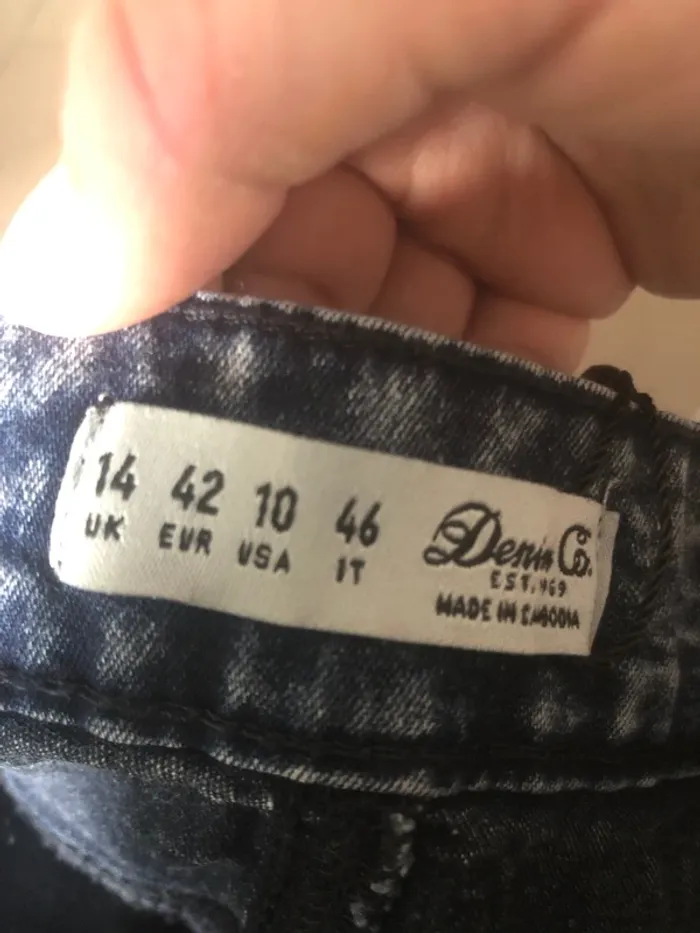 14 42 10 46
UK EUR USA IT
Denim Co.
EST. 1969
MADE IN CAMBODIA